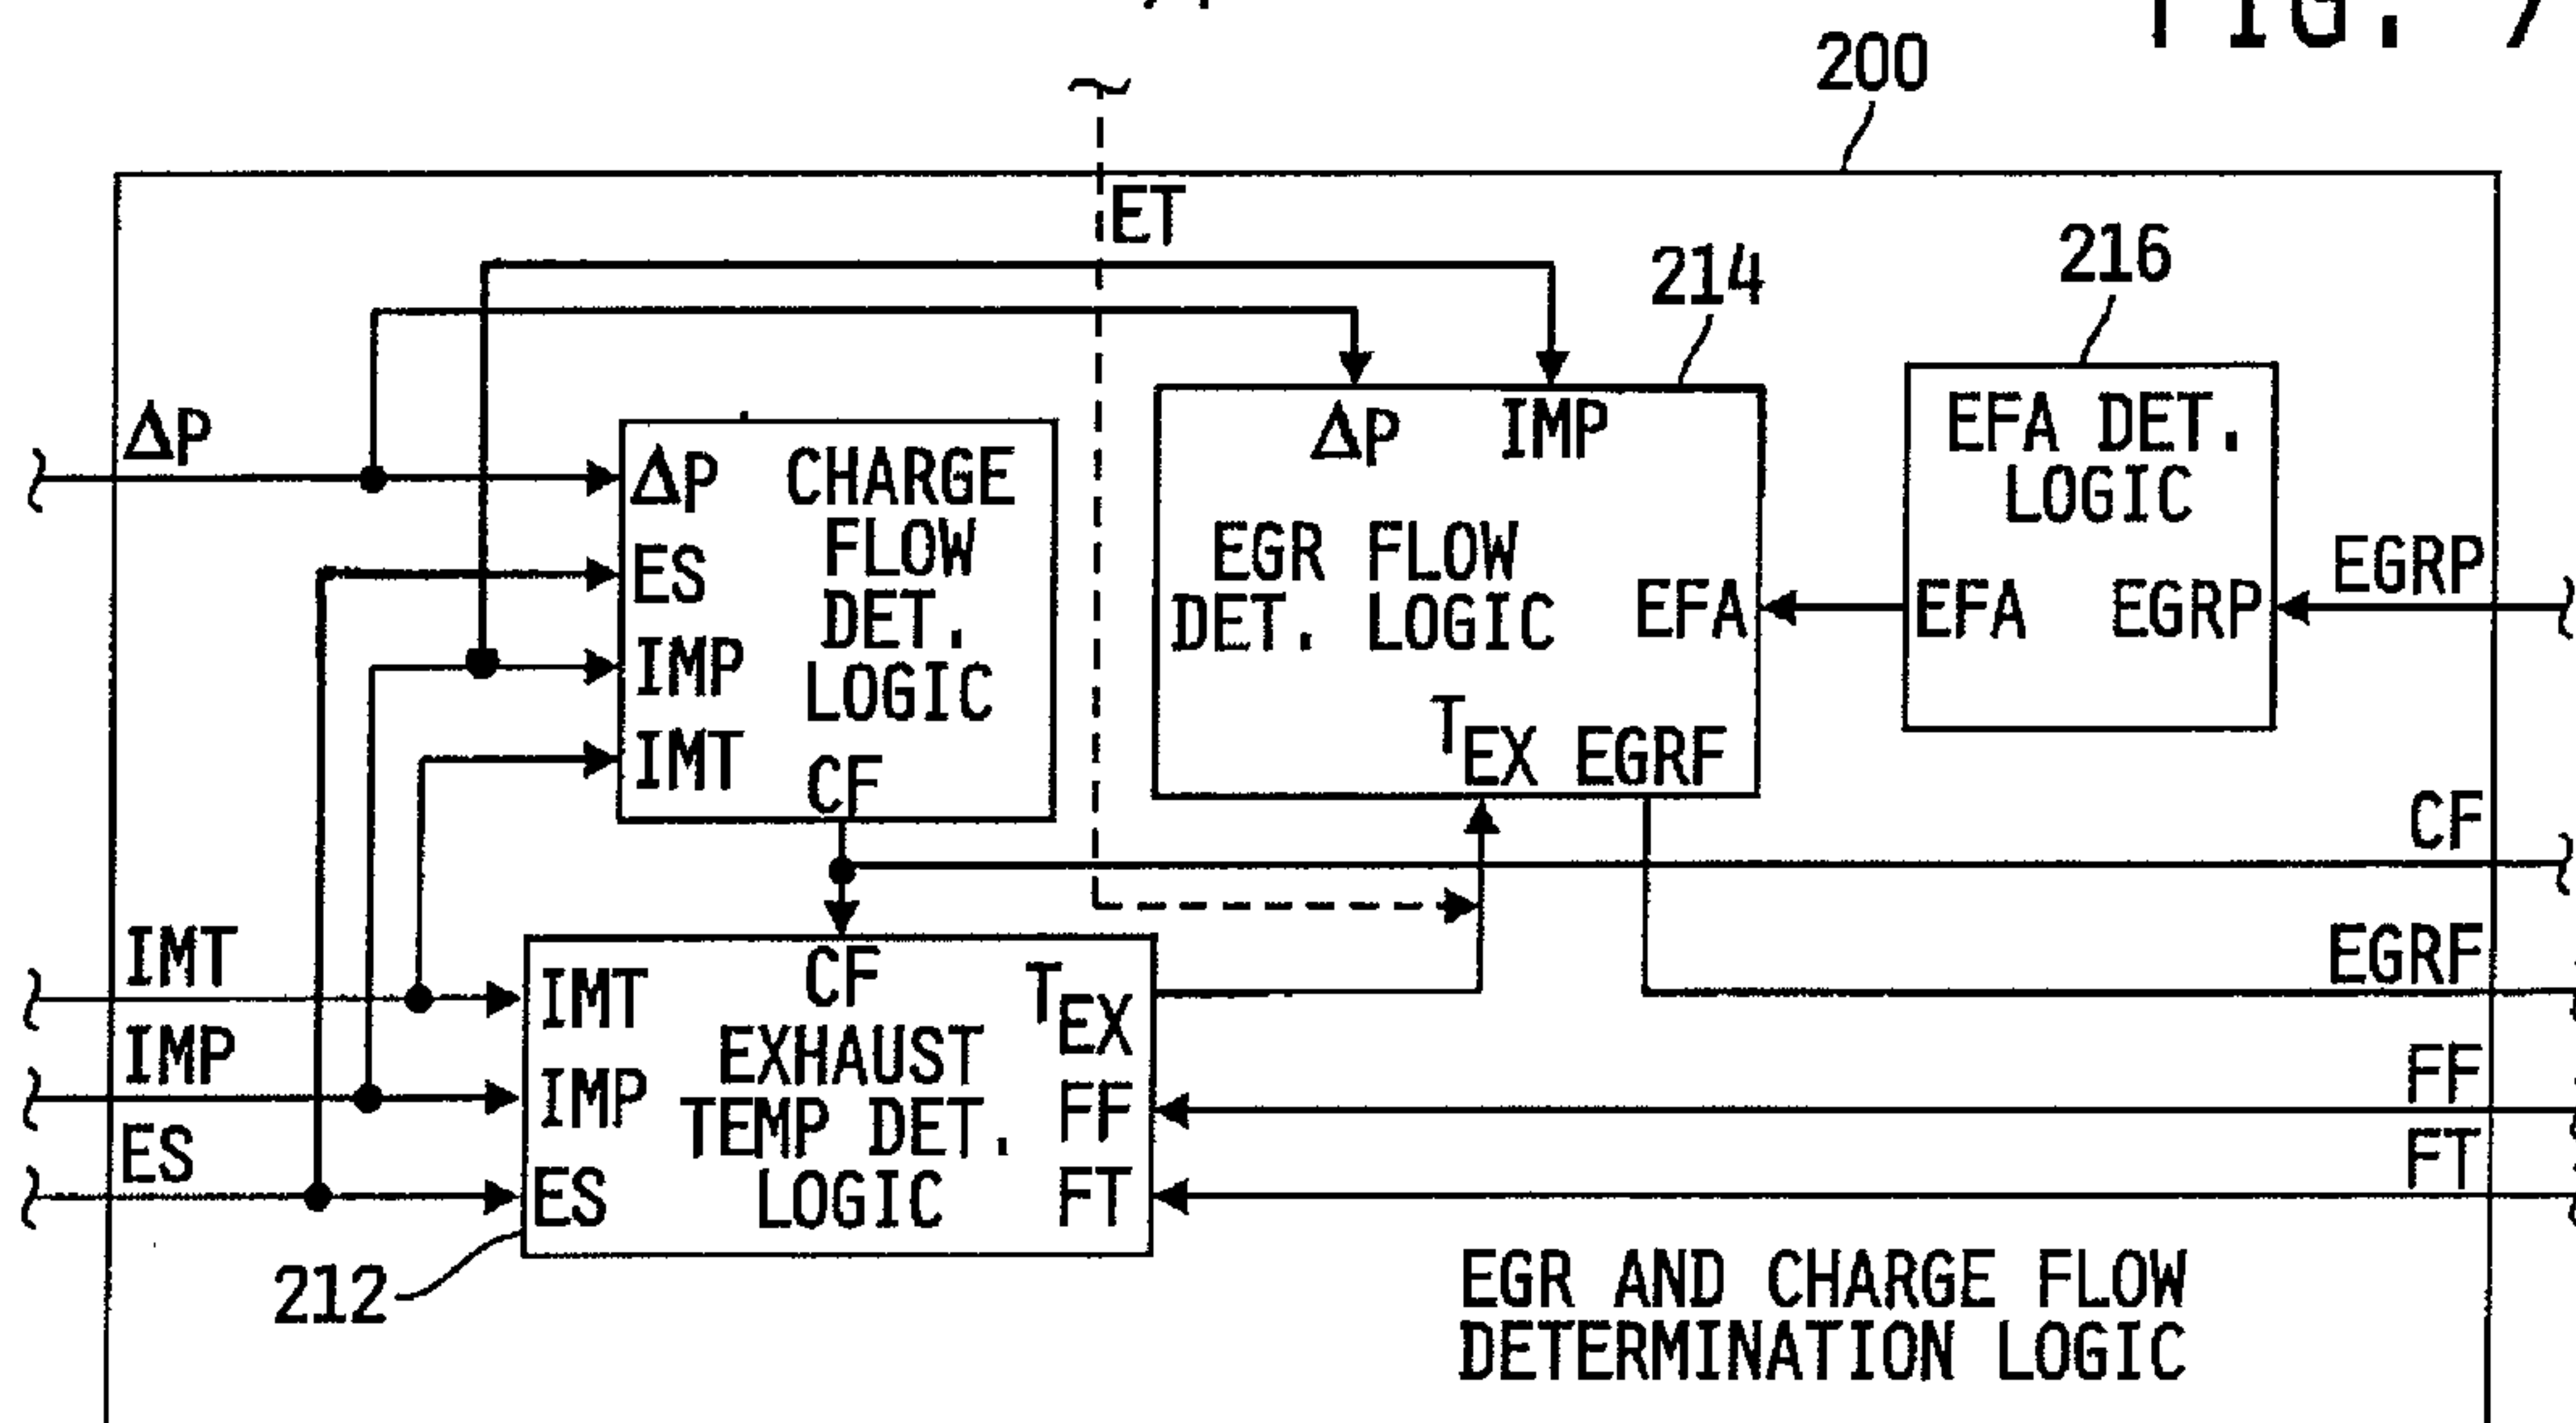 FIG. 7
200
ET
214
216
ΔP
ΔP
ES
IMP
IMT
CHARGE
FLOW
DET.
LOGIC
CF
ΔP IMP
EGR FLOW
DET. LOGIC
EFA
TEX EGRF
EFA DET.
LOGIC
EFA EGRP
EGRP
CF
EGRF
FF
FT
IMT
IMP
ES
IMT
IMP
ES
CF
EXHAUST
TEMP DET.
LOGIC
TEX
FF
FT
212
EGR AND CHARGE FLOW
DETERMINATION LOGIC